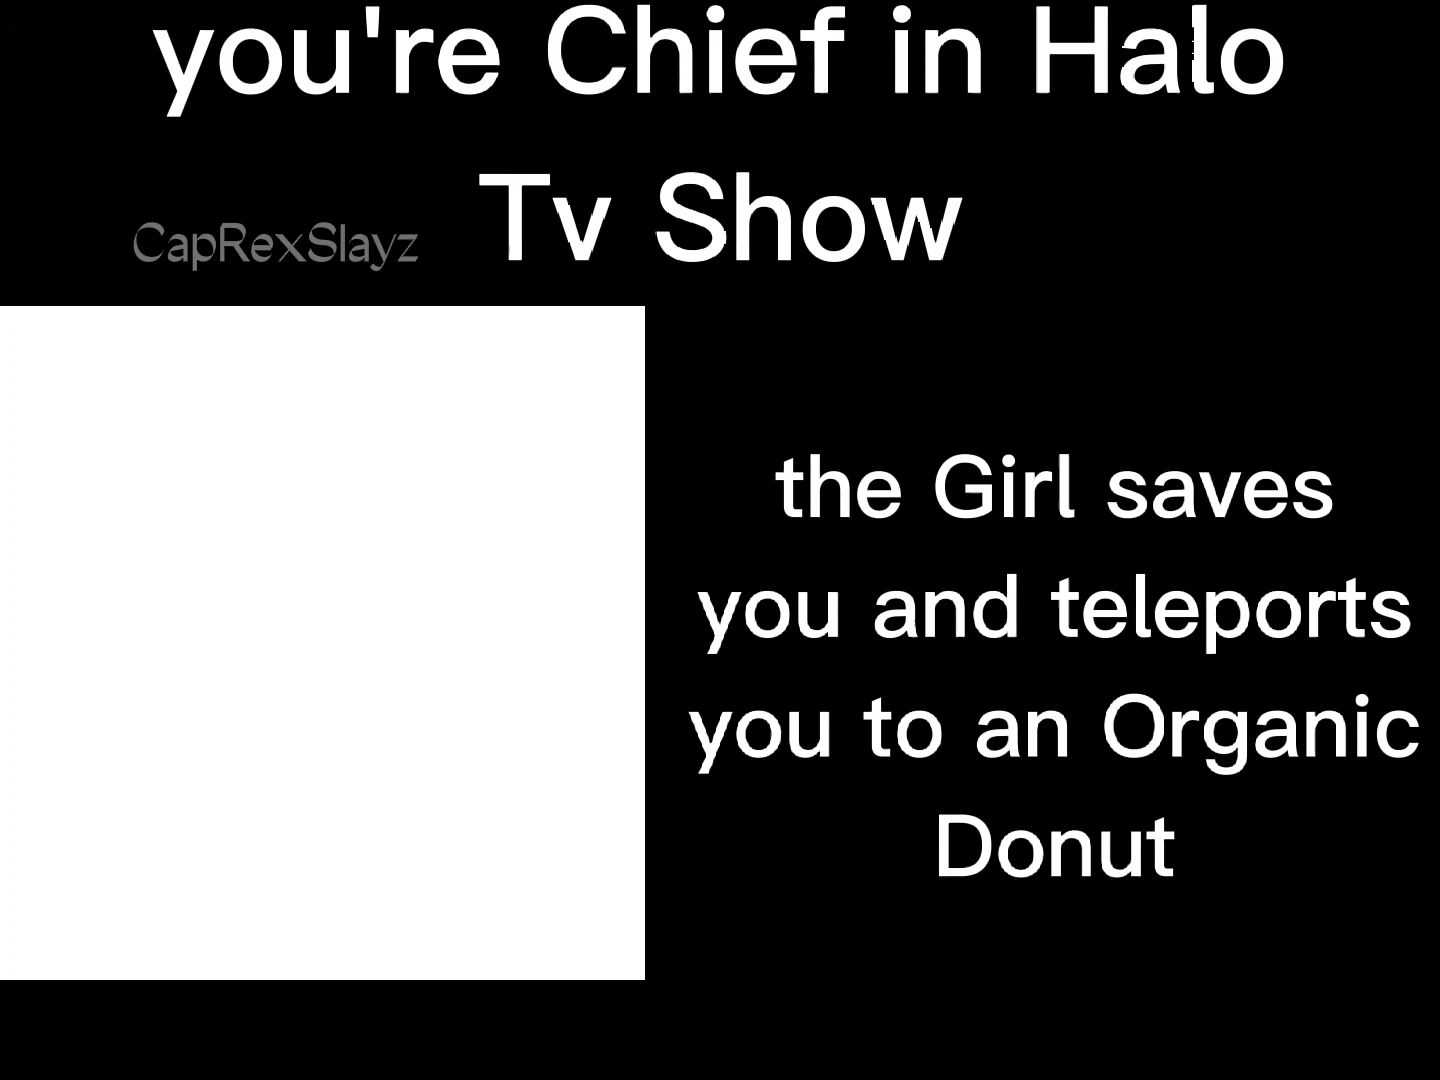 you're Chief in Halo
Tv Show
CapRexSlayz
the Girl saves
you and teleports
you to an Organic
Donut